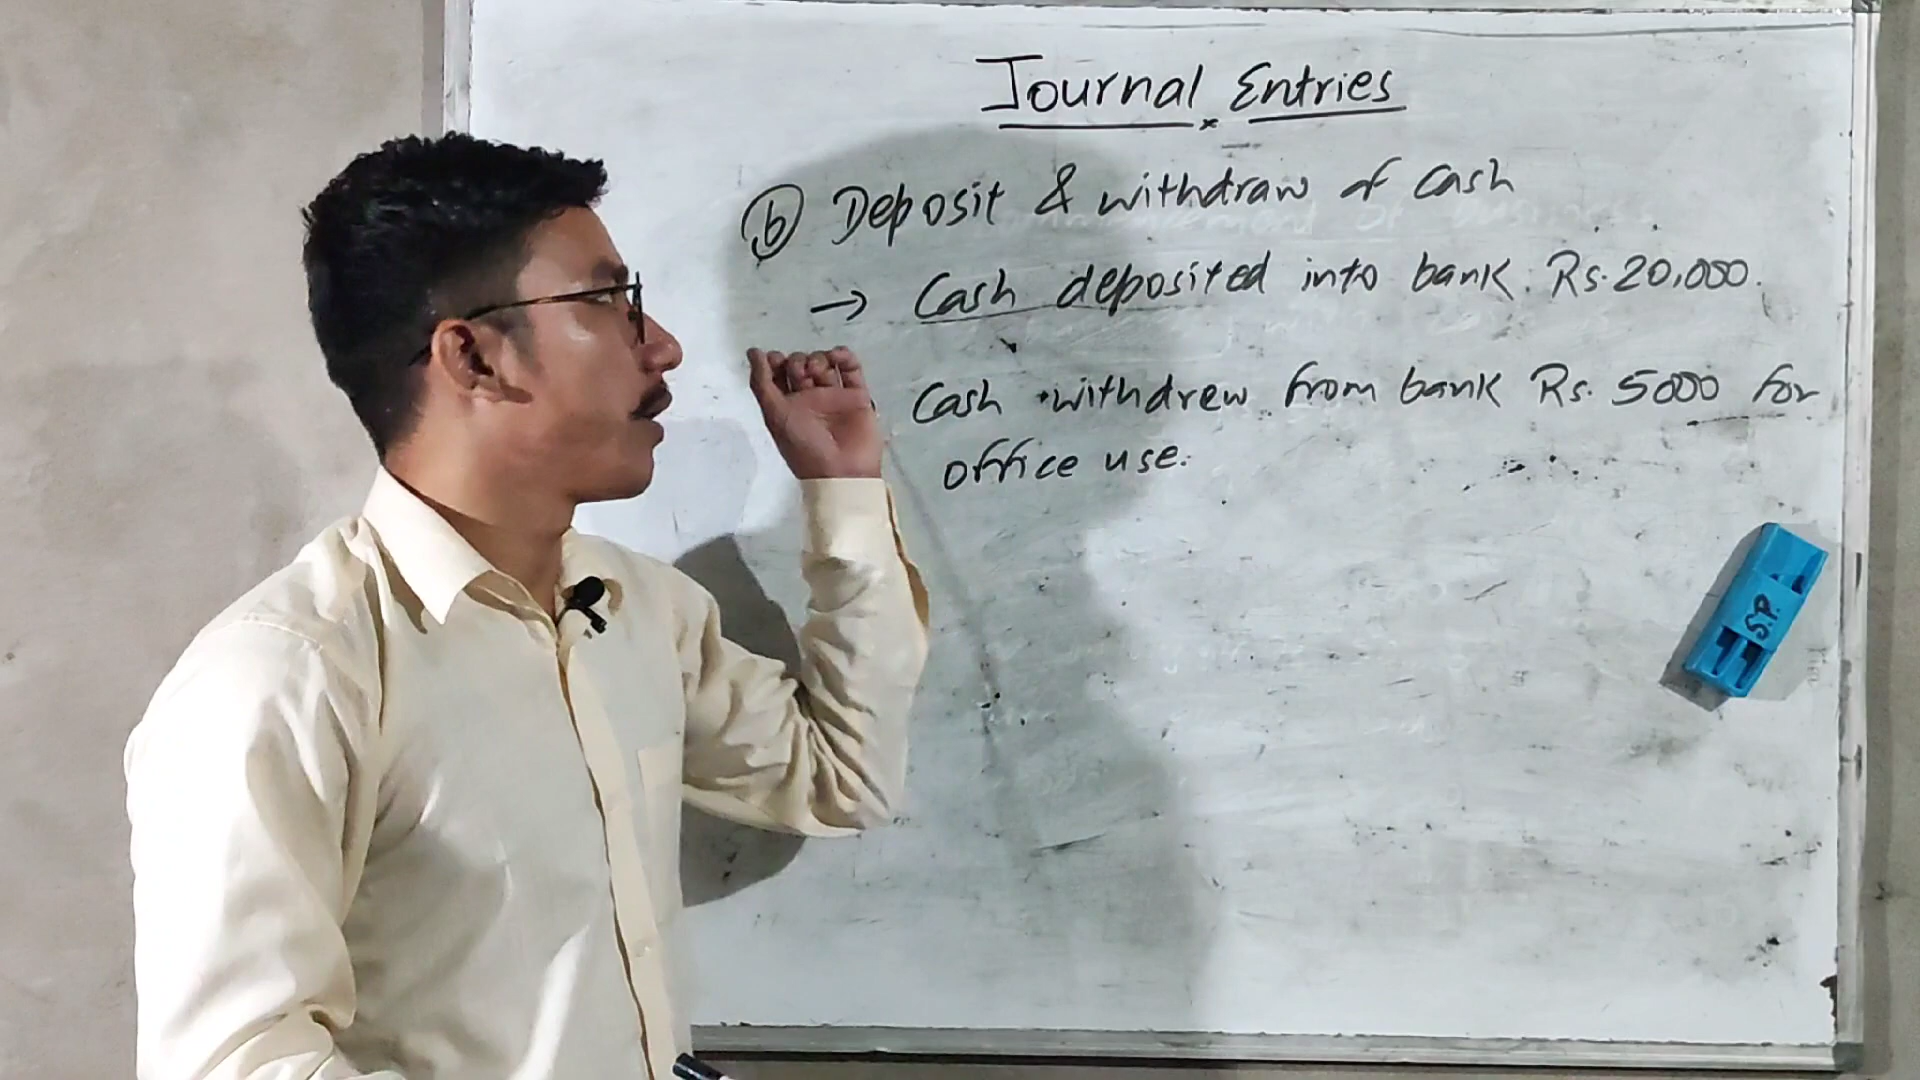 Journal Entries
(b) Deposit & withdraw of cash
→ Cash deposited into bank. Rs. 20,000.
Cash withdrew from bank Rs. 5000 for
office use.
S.P.